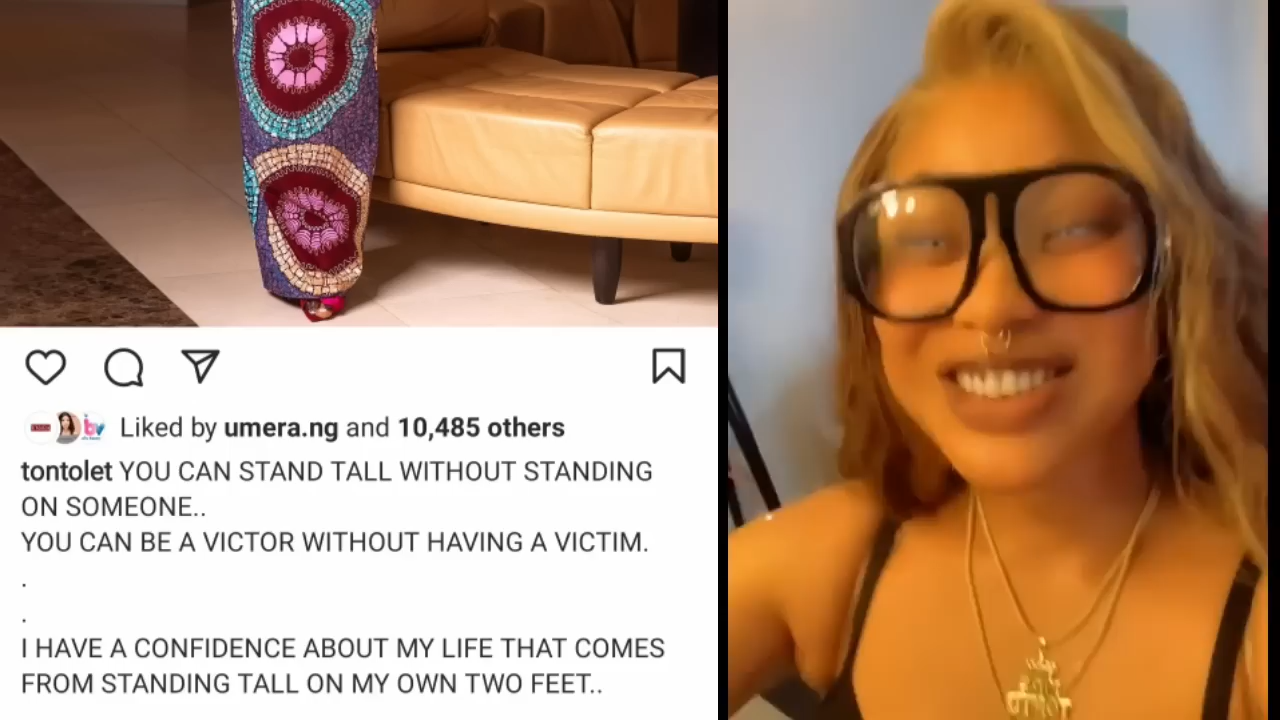 Liked by umera.ng and 10,485 others
tontolet YOU CAN STAND TALL WITHOUT STANDING
ON SOMEONE..
YOU CAN BE A VICTOR WITHOUT HAVING A VICTIM.
.
.
I HAVE A CONFIDENCE ABOUT MY LIFE THAT COMES
FROM STANDING TALL ON MY OWN TWO FEET..